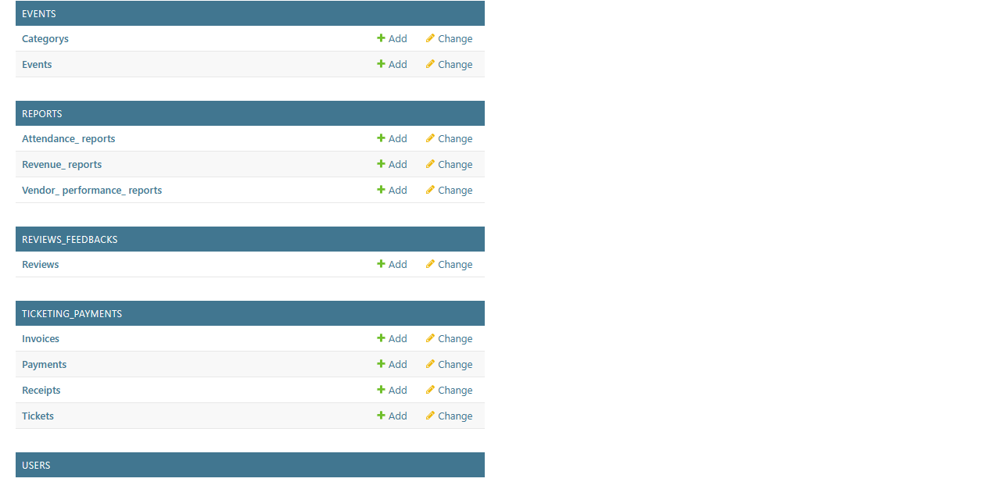 EVENTS
Categorys Add Change
Events Add Change
REPORTS
Attendance_ reports Add Change
Revenue_ reports Add Change
Vendor_ performance_ reports Add Change
REVIEWS_FEEDBACKS
Reviews Add Change
TICKETING_PAYMENTS
Invoices Add Change
Payments Add Change
Receipts Add Change
Tickets Add Change
USERS